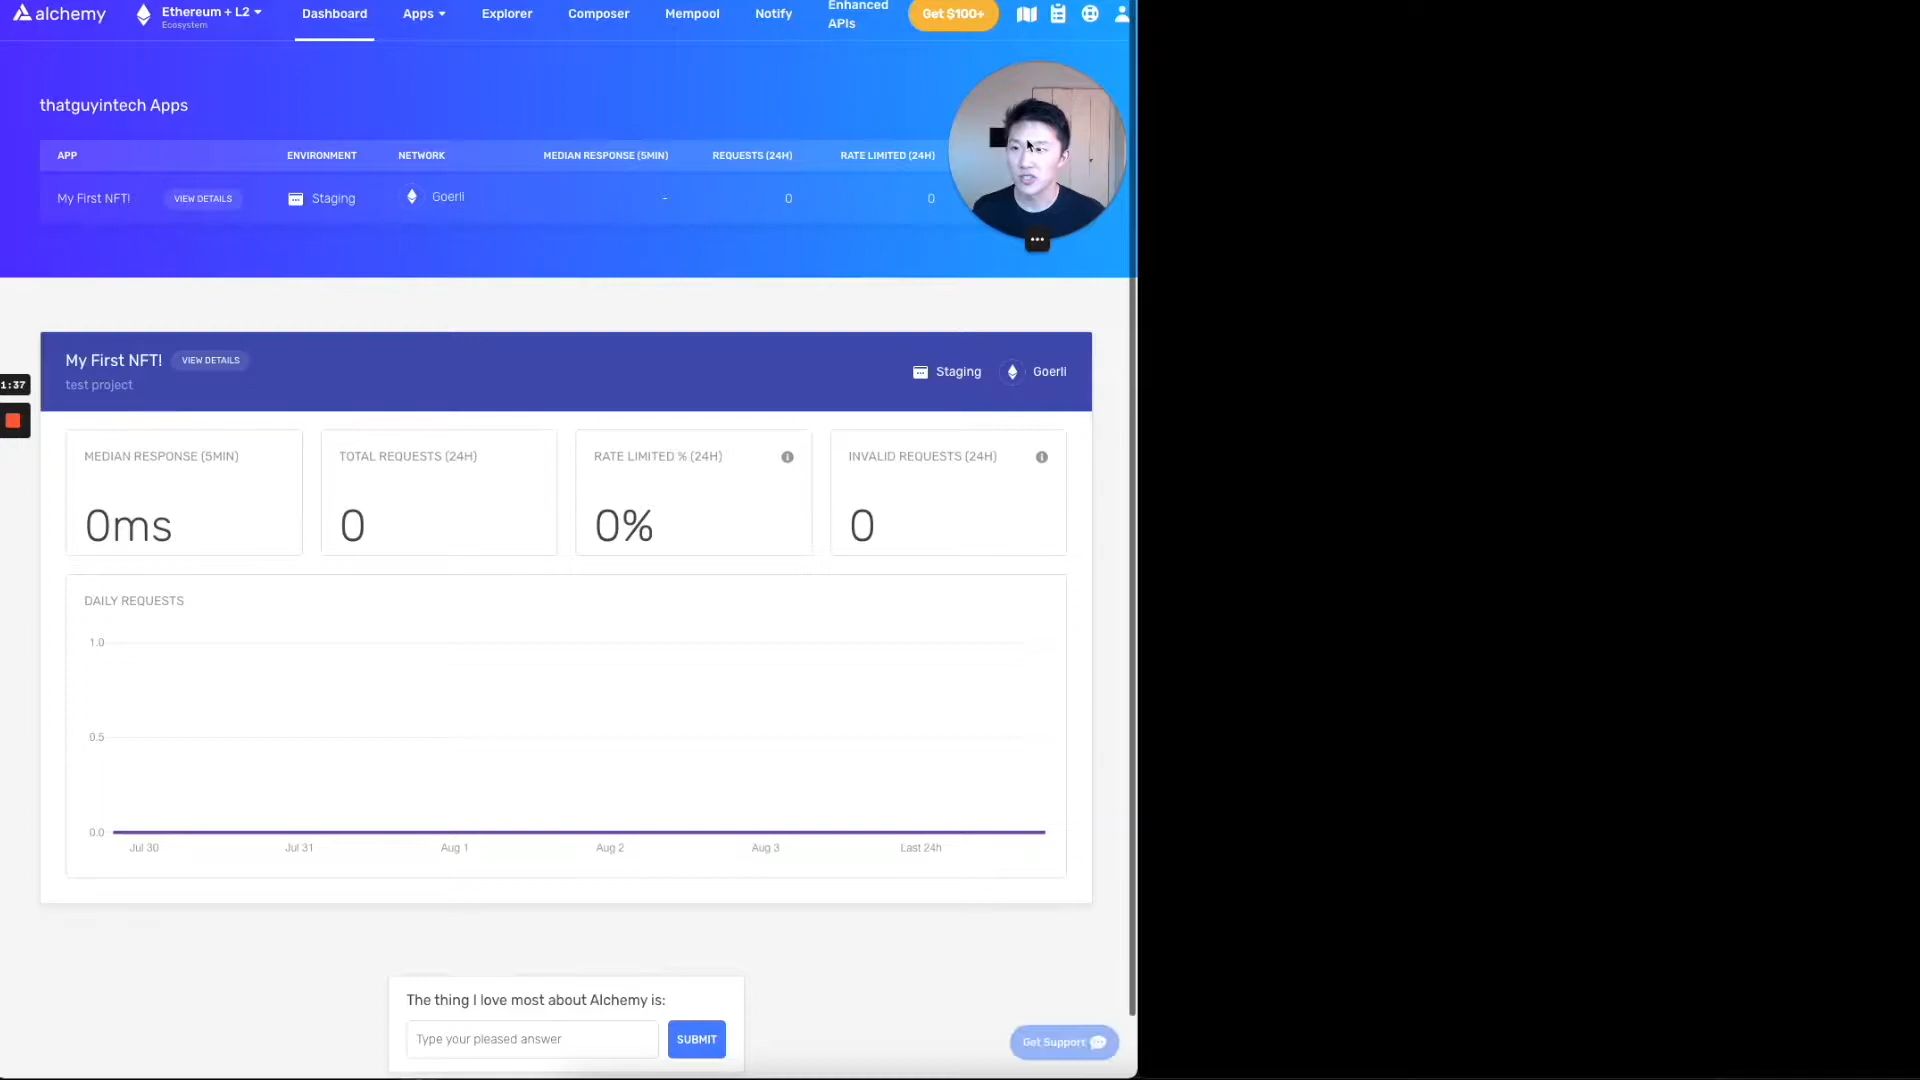 alchemy
Ethereum + L2
Ecosystem
Dashboard
Apps
Explorer
Composer
Mempool
Notify
Enhanced
APIs
Get $100+
thatguyintech Apps
APP ENVIRONMENT NETWORK MEDIAN RESPONSE (5MIN) REQUESTS (24H) RATE LIMITED (24H)
My First NFT! VIEW DETAILS Staging Goerli - 0 0
My First NFT! VIEW DETAILS
test project
Staging Goerli
1:37
MEDIAN RESPONSE (5MIN)
0ms
TOTAL REQUESTS (24H)
0
RATE LIMITED % (24H)
0%
INVALID REQUESTS (24H)
0
DAILY REQUESTS
1.0
0.5
0.0
Jul 30 Jul 31 Aug 1 Aug 2 Aug 3 Last 24h
The thing I love most about Alchemy is:
Type your pleased answer
SUBMIT
Get Support